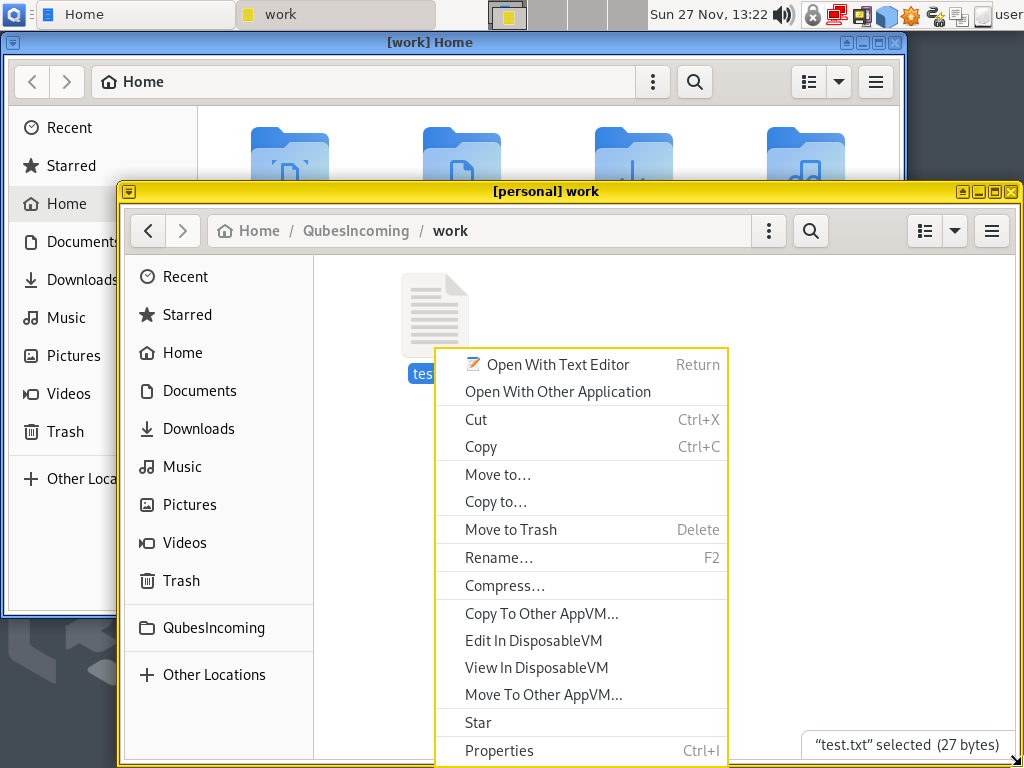 Home
work
Sun 27 Nov, 13:22
user
[work] Home
Home
Recent
Starred
Home
Documents
Downloads
Music
Pictures
Videos
Trash
Other Loca
[personal] work
Home / QubesIncoming / work
Recent
Starred
Home
Documents
Downloads
Music
Pictures
Videos
Trash
QubesIncoming
Other Locations
tes
Open With Text Editor Return
Open With Other Application
Cut Ctrl+X
Copy Ctrl+C
Move to…
Copy to…
Move to Trash Delete
Rename… F2
Compress…
Copy To Other AppVM...
Edit In DisposableVM
View In DisposableVM
Move To Other AppVM...
Star
Properties Ctrl+I
“test.txt” selected (27 bytes)